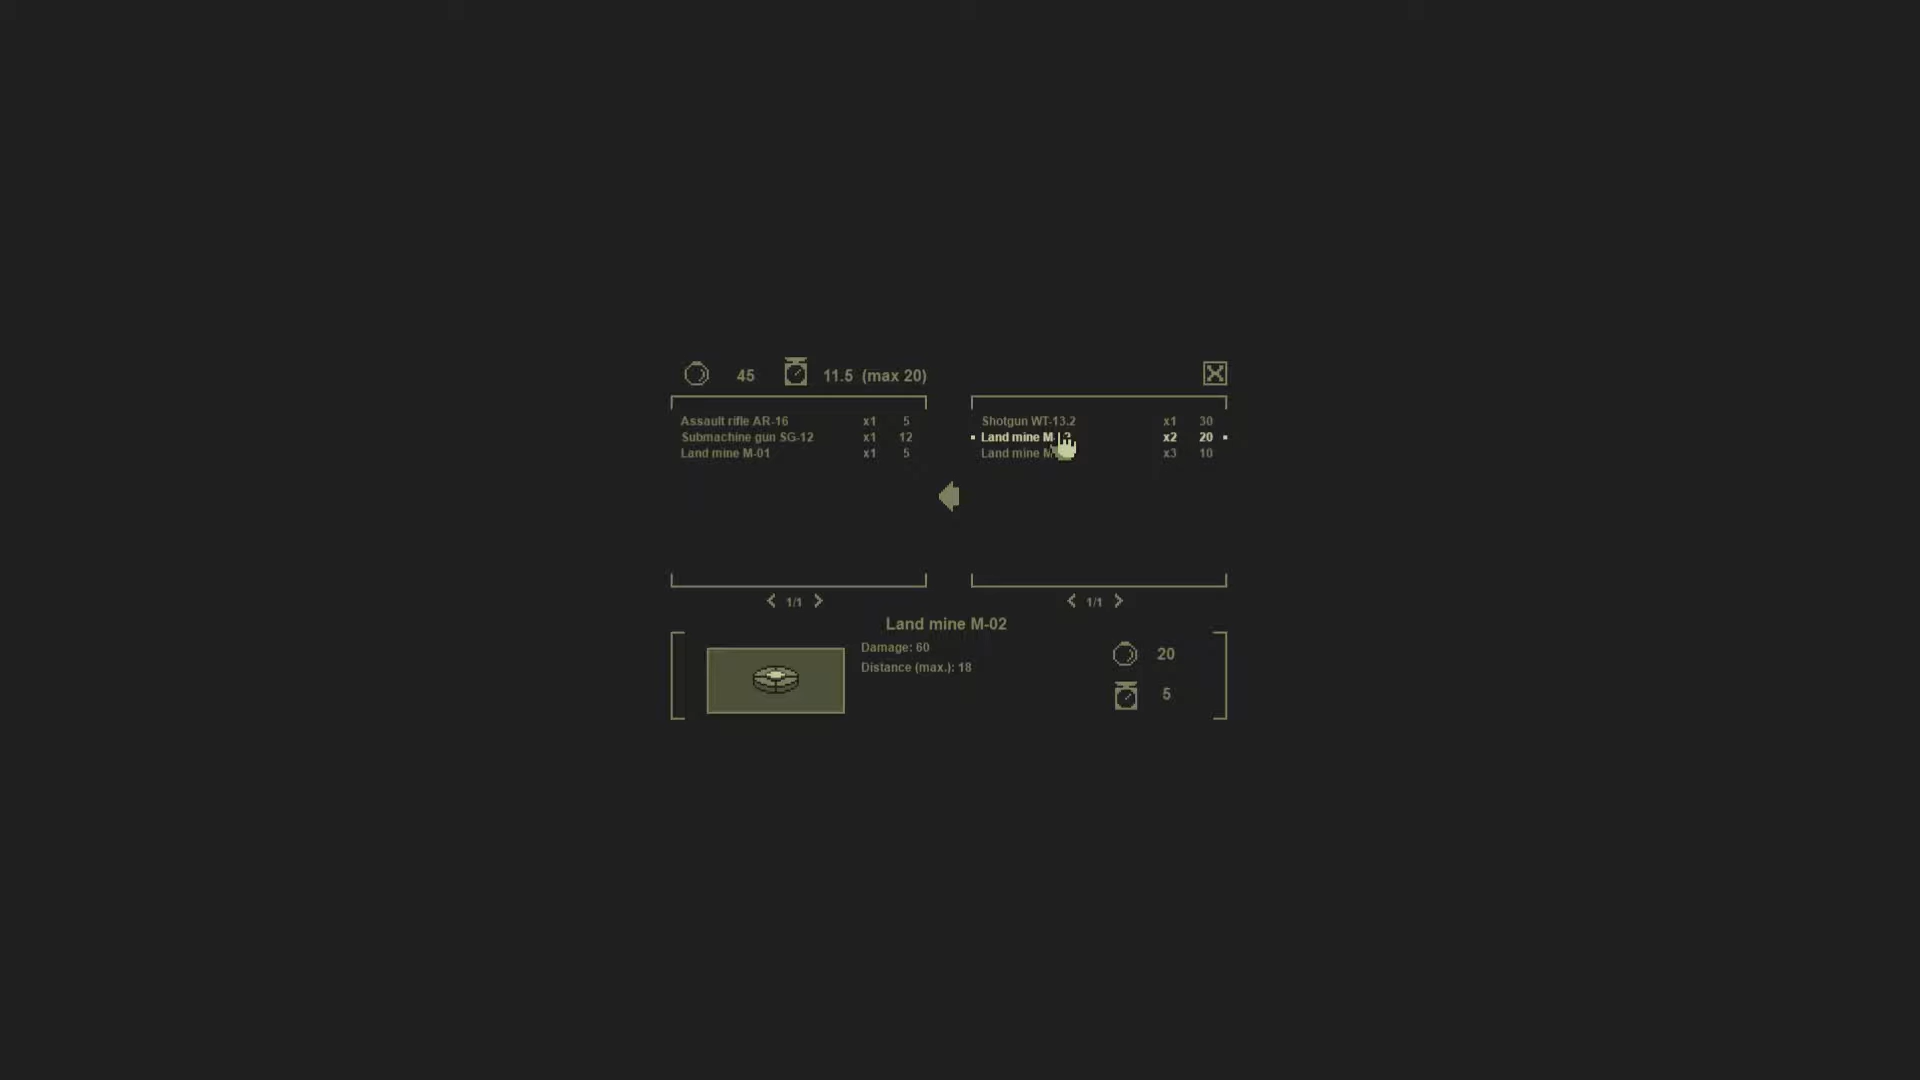 45 11.5 (max 20)
Assault rifle AR-16 x1 5
Submachine gun SG-12 x1 12
Land mine M-01 x1 5
Shotgun WT-13.2 x1 30
Land mine x2 20
Land mine x3 10
1/1
1/1
Land mine M-02
Damage: 60
Distance (max.): 18
20
5